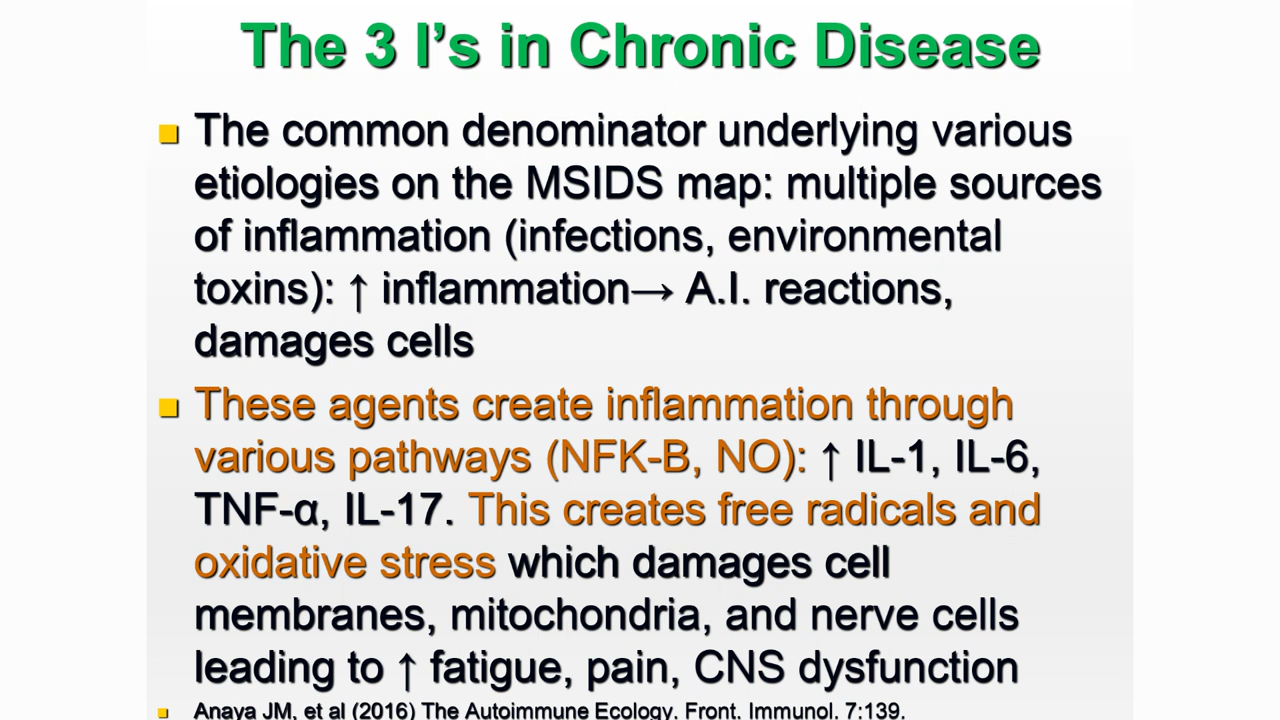 The 3 I’s in Chronic Disease
The common denominator underlying various
etiologies on the MSIDS map: multiple sources
of inflammation (infections, environmental
toxins): ↑ inflammation→ A.I. reactions,
damages cells
These agents create inflammation through
various pathways (NFK-B, NO): ↑ IL-1, IL-6,
TNF-α, IL-17. This creates free radicals and
oxidative stress which damages cell
membranes, mitochondria, and nerve cells
leading to ↑ fatigue, pain, CNS dysfunction
Anaya JM, et al (2016) The Autoimmune Ecology. Front. Immunol. 7:139.